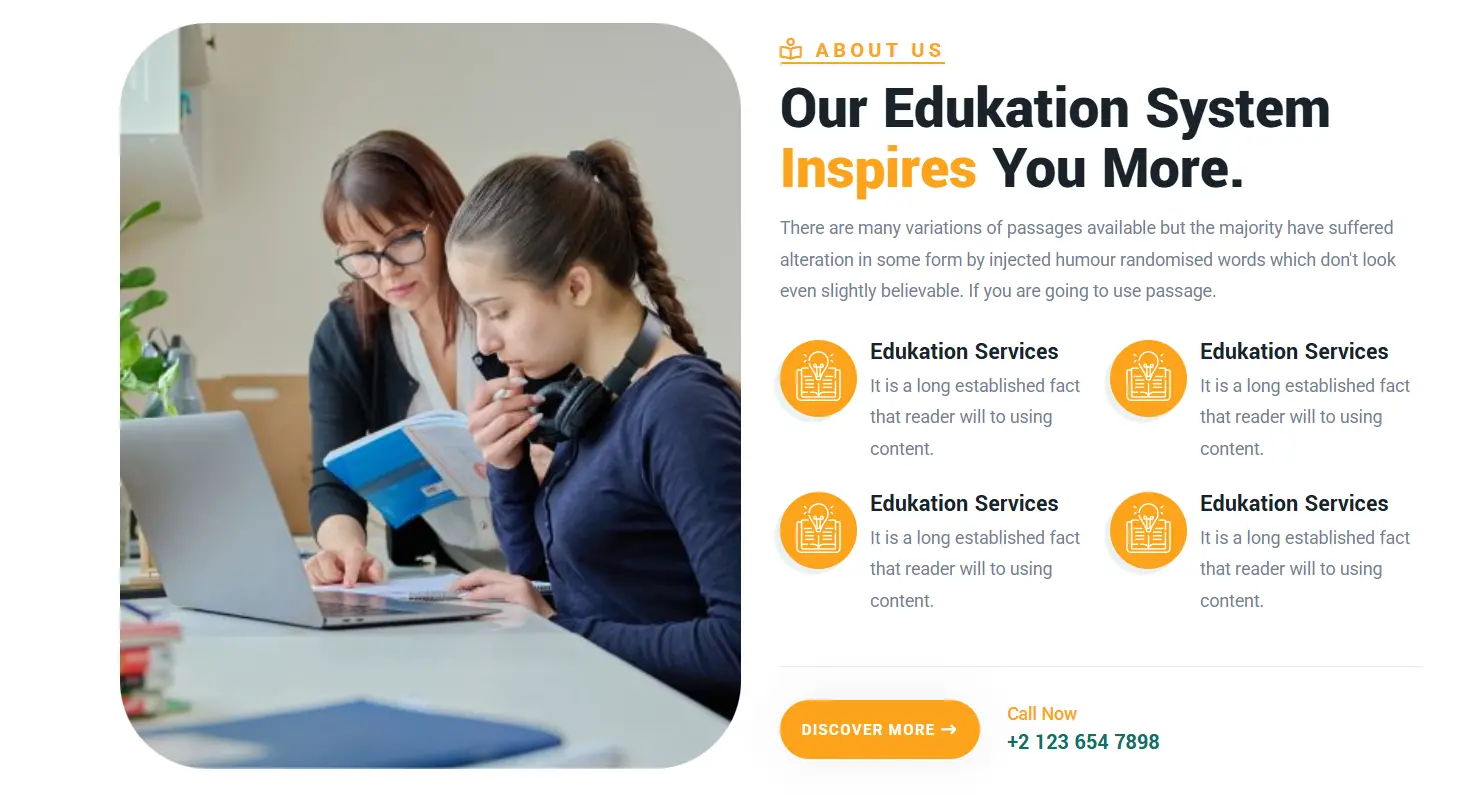 ABOUT US
Our Edukation System
Inspires You More.
There are many variations of passages available but the majority have suffered
alteration in some form by injected humour randomised words which don't look
even slightly believable. If you are going to use passage.
Edukation Services
It is a long established fact
that reader will to using
content.
Edukation Services
It is a long established fact
that reader will to using
content.
Edukation Services
It is a long established fact
that reader will to using
content.
Edukation Services
It is a long established fact
that reader will to using
content.
DISCOVER MORE →
Call Now
+2 123 654 7898